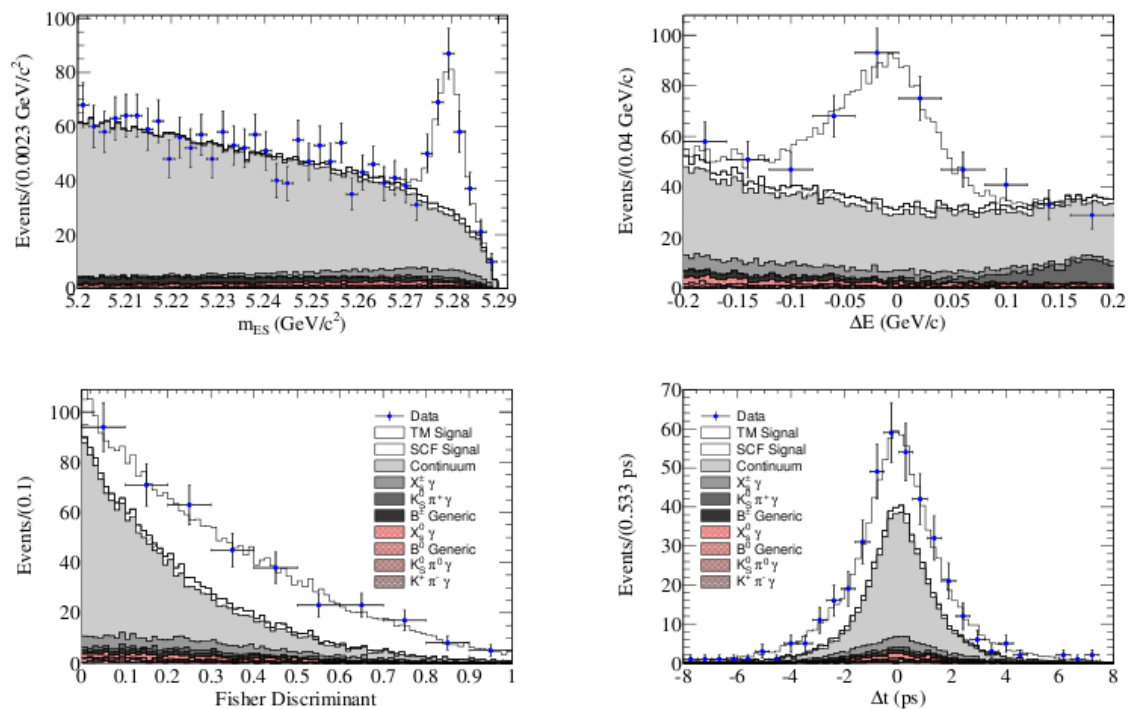 100
80
60
40
20
0
Events/(0.0023 GeV/c²)
5.2 5.21 5.22 5.23 5.24 5.25 5.26 5.27 5.28 5.29
m_ES (GeV/c²)
100
80
60
40
20
0
Events/(0.04 GeV/c)
-0.2 -0.15 -0.1 -0.05 0 0.05 0.1 0.15 0.2
ΔE (GeV/c)
100
80
60
40
20
0
Events/(0.1)
Data
TM Signal
SCF Signal
Continuum
X_s^± γ
K_S^0 π⁺ γ
B^± Generic
X_s^0 γ
B^0 Generic
K_S^0 π^0 γ
K⁺ π⁻ γ
0 0.1 0.2 0.3 0.4 0.5 0.6 0.7 0.8 0.9 1
Fisher Discriminant
70
60
50
40
30
20
10
0
Events/(0.533 ps)
Data
TM Signal
SCF Signal
Continuum
X_s^± γ
K_S^0 π⁺ γ
B^± Generic
X_s^0 γ
B^0 Generic
K_S^0 π^0 γ
K⁺ π⁻ γ
-8 -6 -4 -2 0 2 4 6 8
Δt (ps)